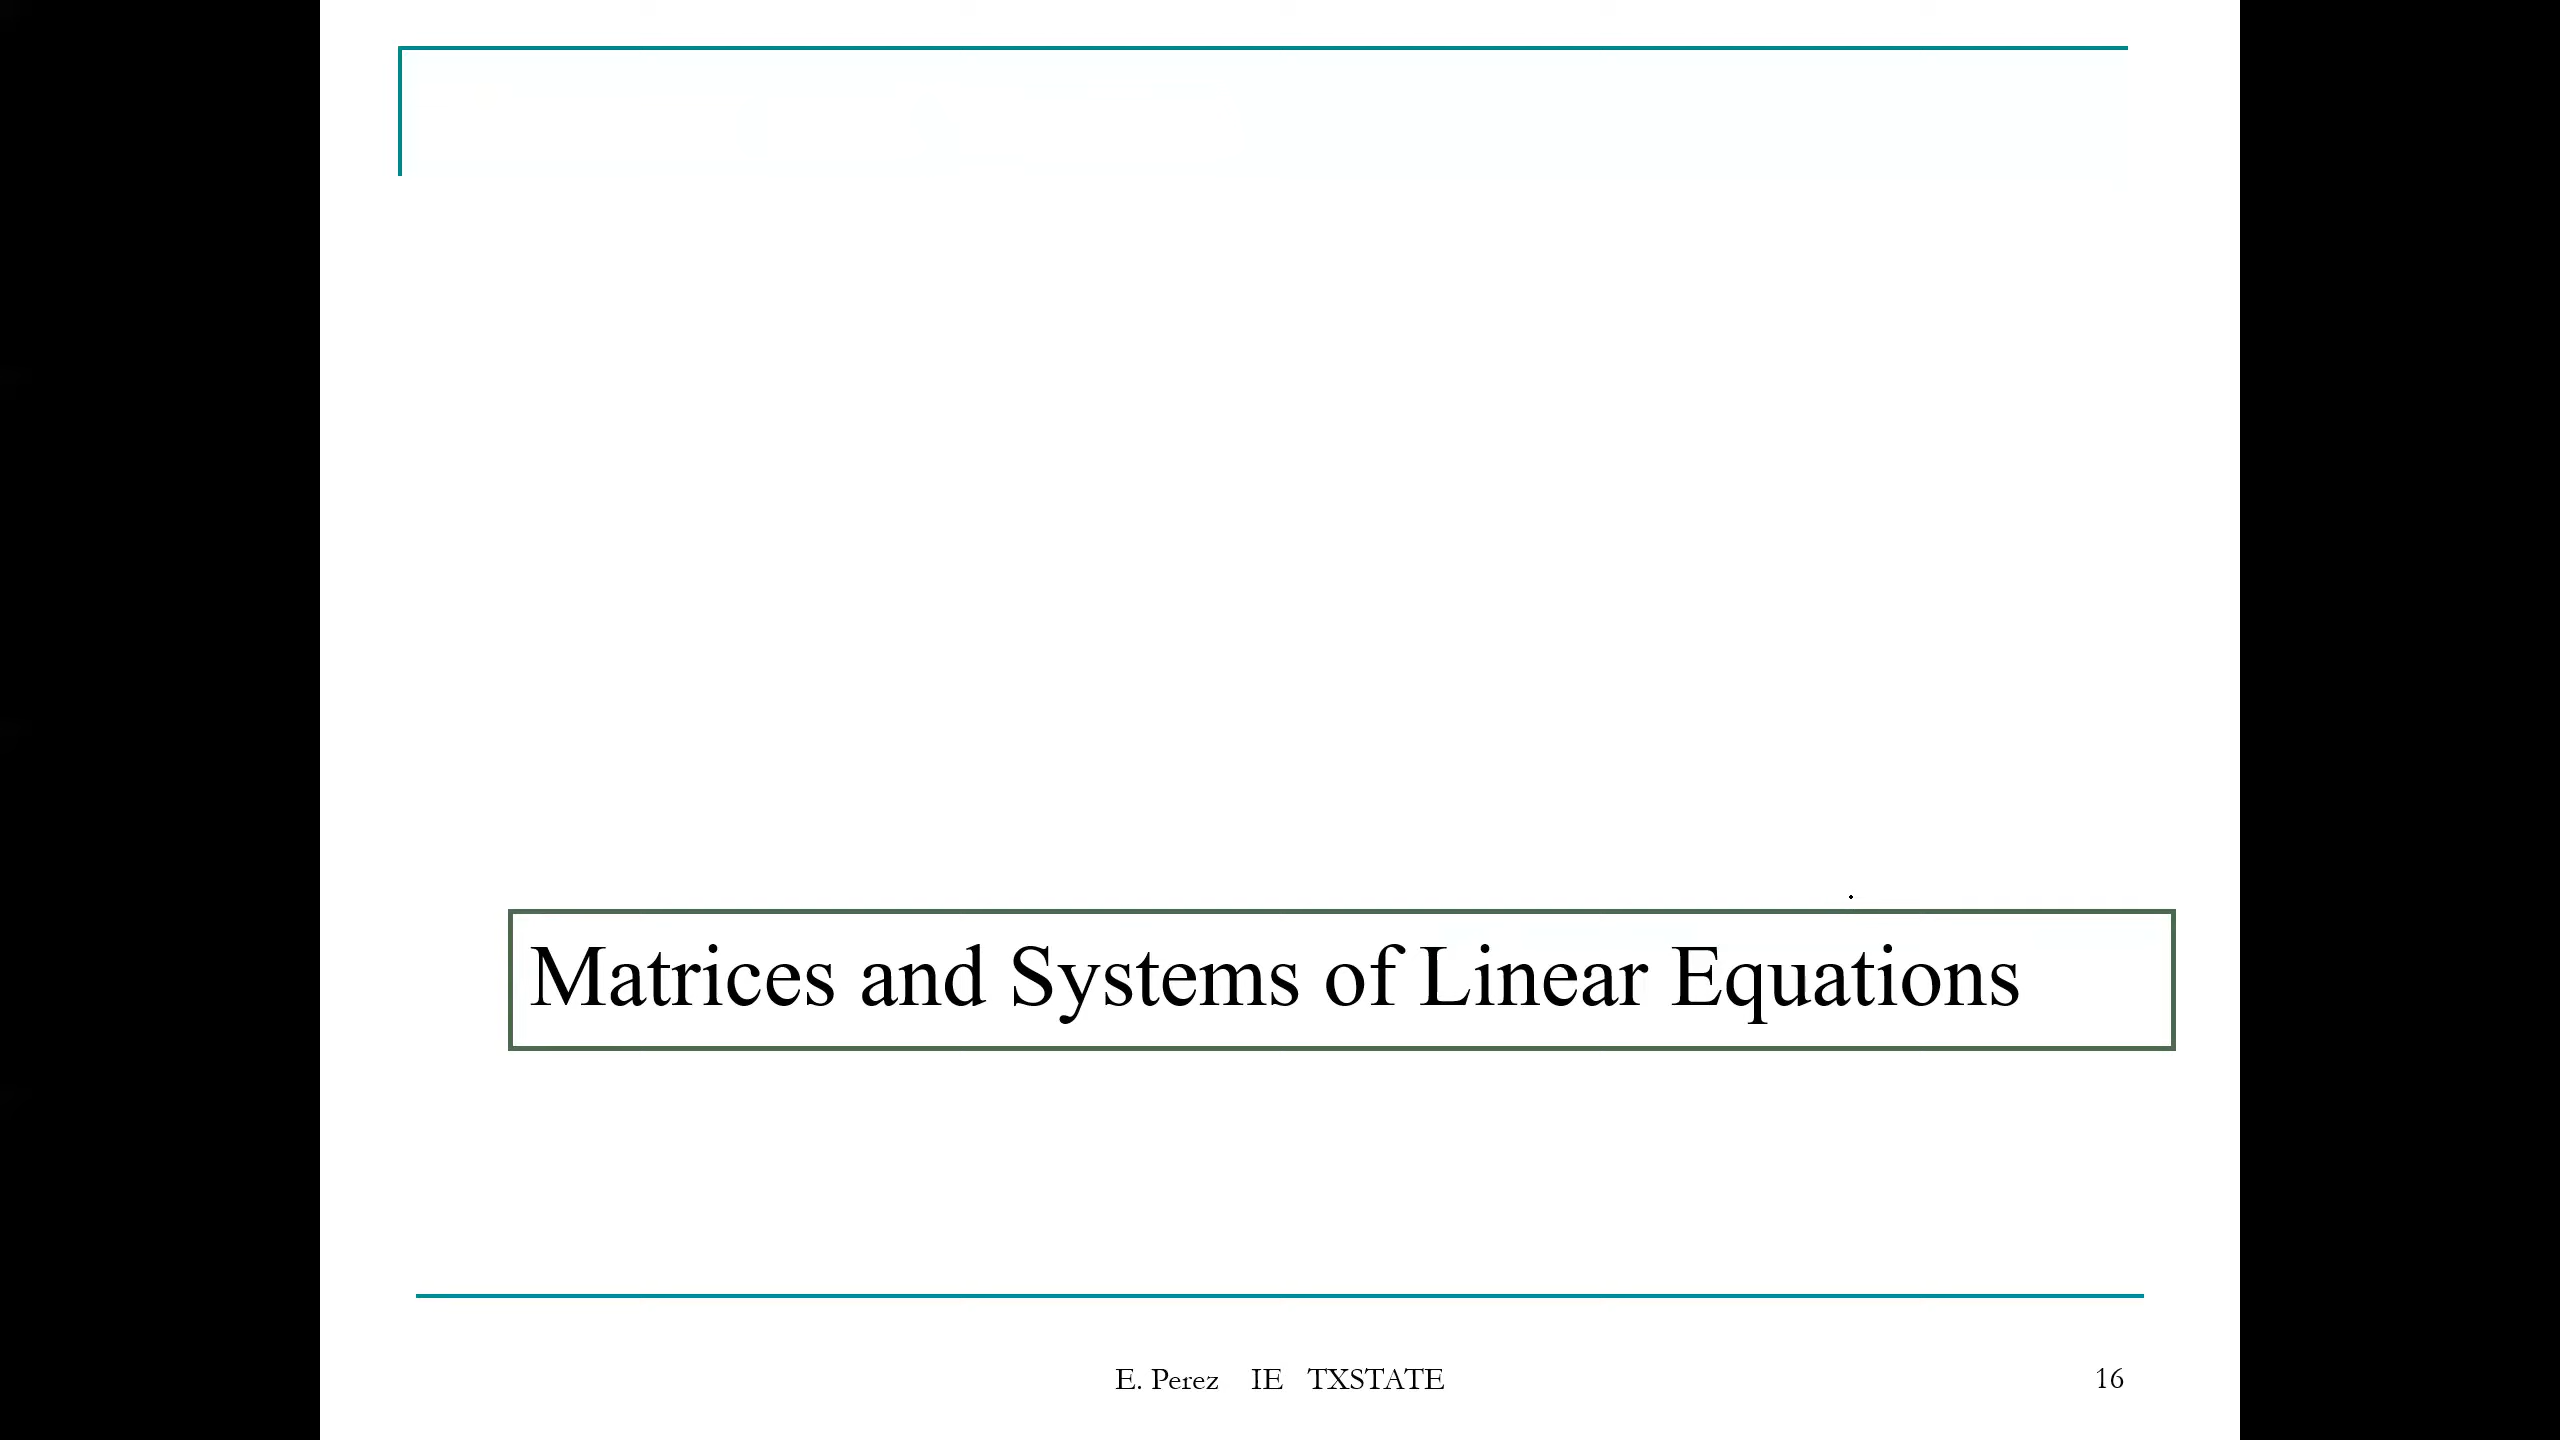 Matrices and Systems of Linear Equations
E. Perez IE TXSTATE
16